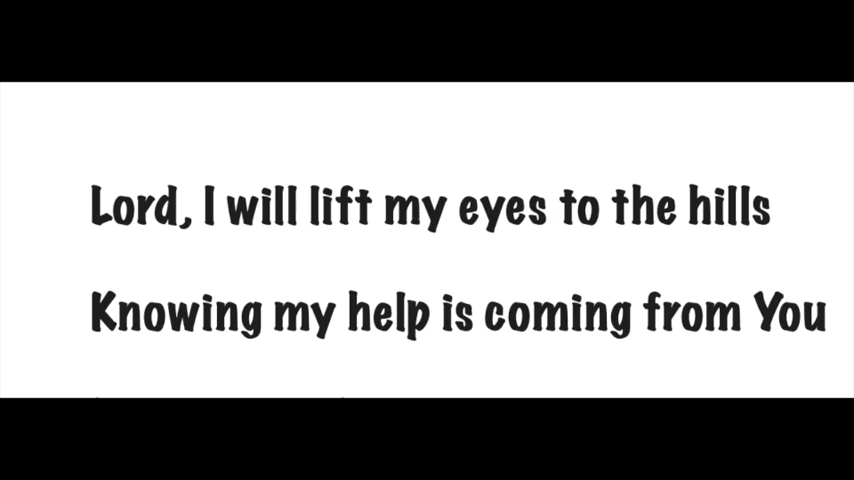 Lord, I will lift my eyes to the hills
Knowing my help is coming from You